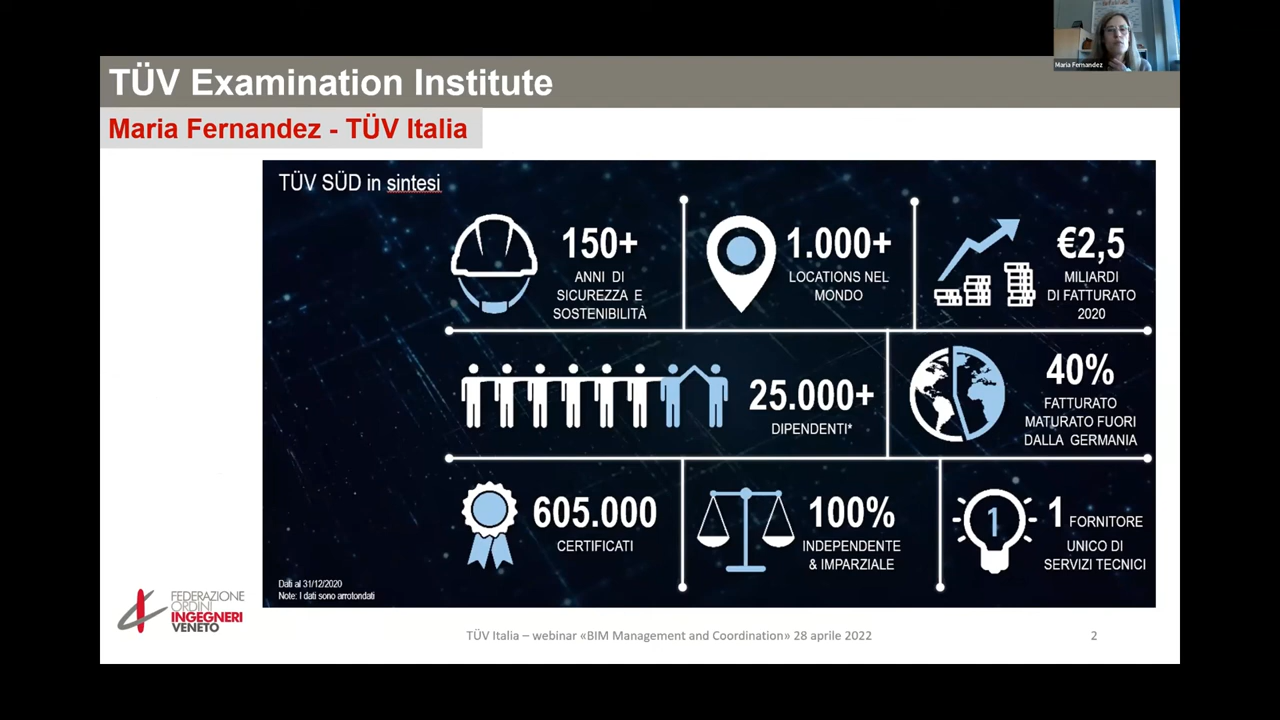 Maria Fernandez
TÜV Examination Institute
Maria Fernandez - TÜV Italia
TÜV SÜD in sintesi
150+
ANNI DI
SICUREZZA E
SOSTENIBILITÀ
1.000+
LOCATIONS NEL
MONDO
€2,5
MILIARDI
DI FATTURATO
2020
25.000+
DIPENDENTI*
40%
FATTURATO
MATURATO FUORI
DALLA GERMANIA
605.000
CERTIFICATI
100%
INDEPENDENTE
& IMPARZIALE
1
1 FORNITORE
UNICO DI
SERVIZI TECNICI
Dati al 31/12/2020
Note: I dati sono arrotondati
FEDERAZIONE
ORDINI
INGEGNERI
VENETO
TÜV Italia – webinar «BIM Management and Coordination» 28 aprile 2022
2